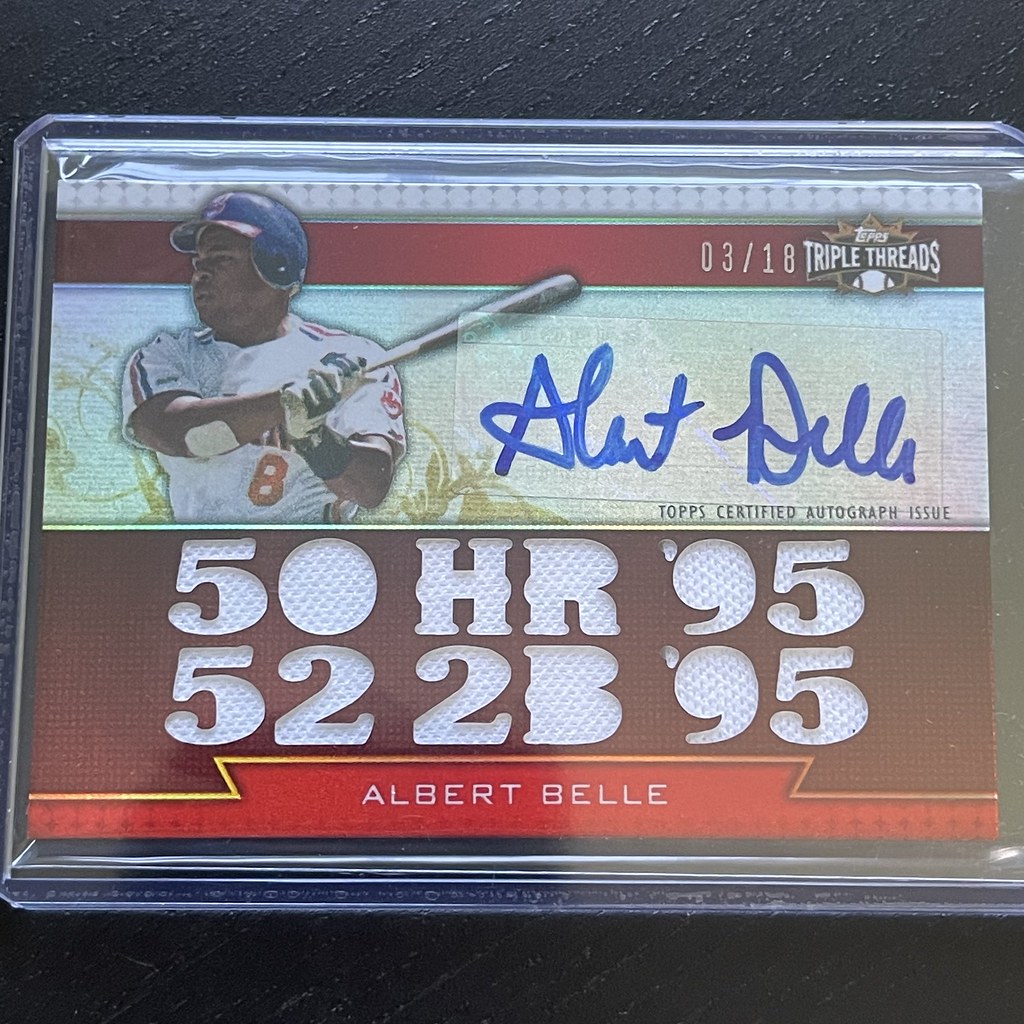 03/18
Topps
TRIPLE THREADS
Albert Belle
TOPPS CERTIFIED AUTOGRAPH ISSUE
8
50 HR '95
52 2B '95
ALBERT BELLE